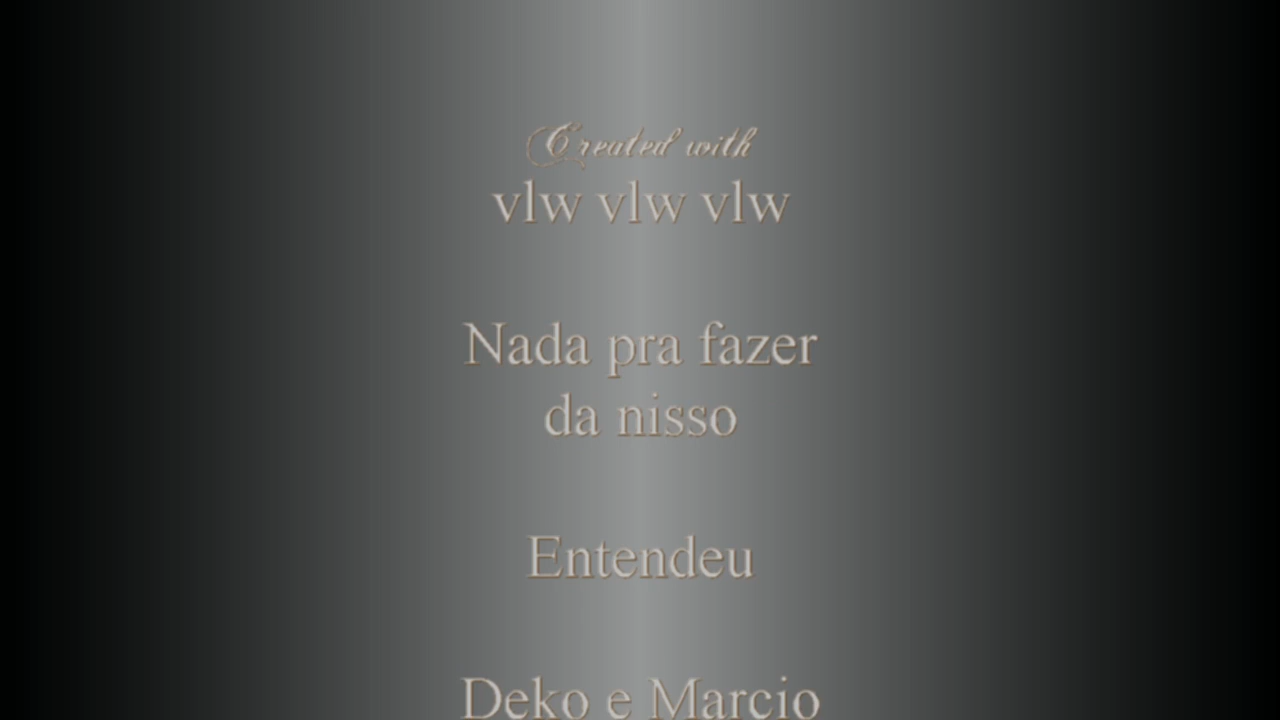 Created with
vlw vlw vlw
Nada pra fazer
da nisso
Entendeu
Deko e Marcio